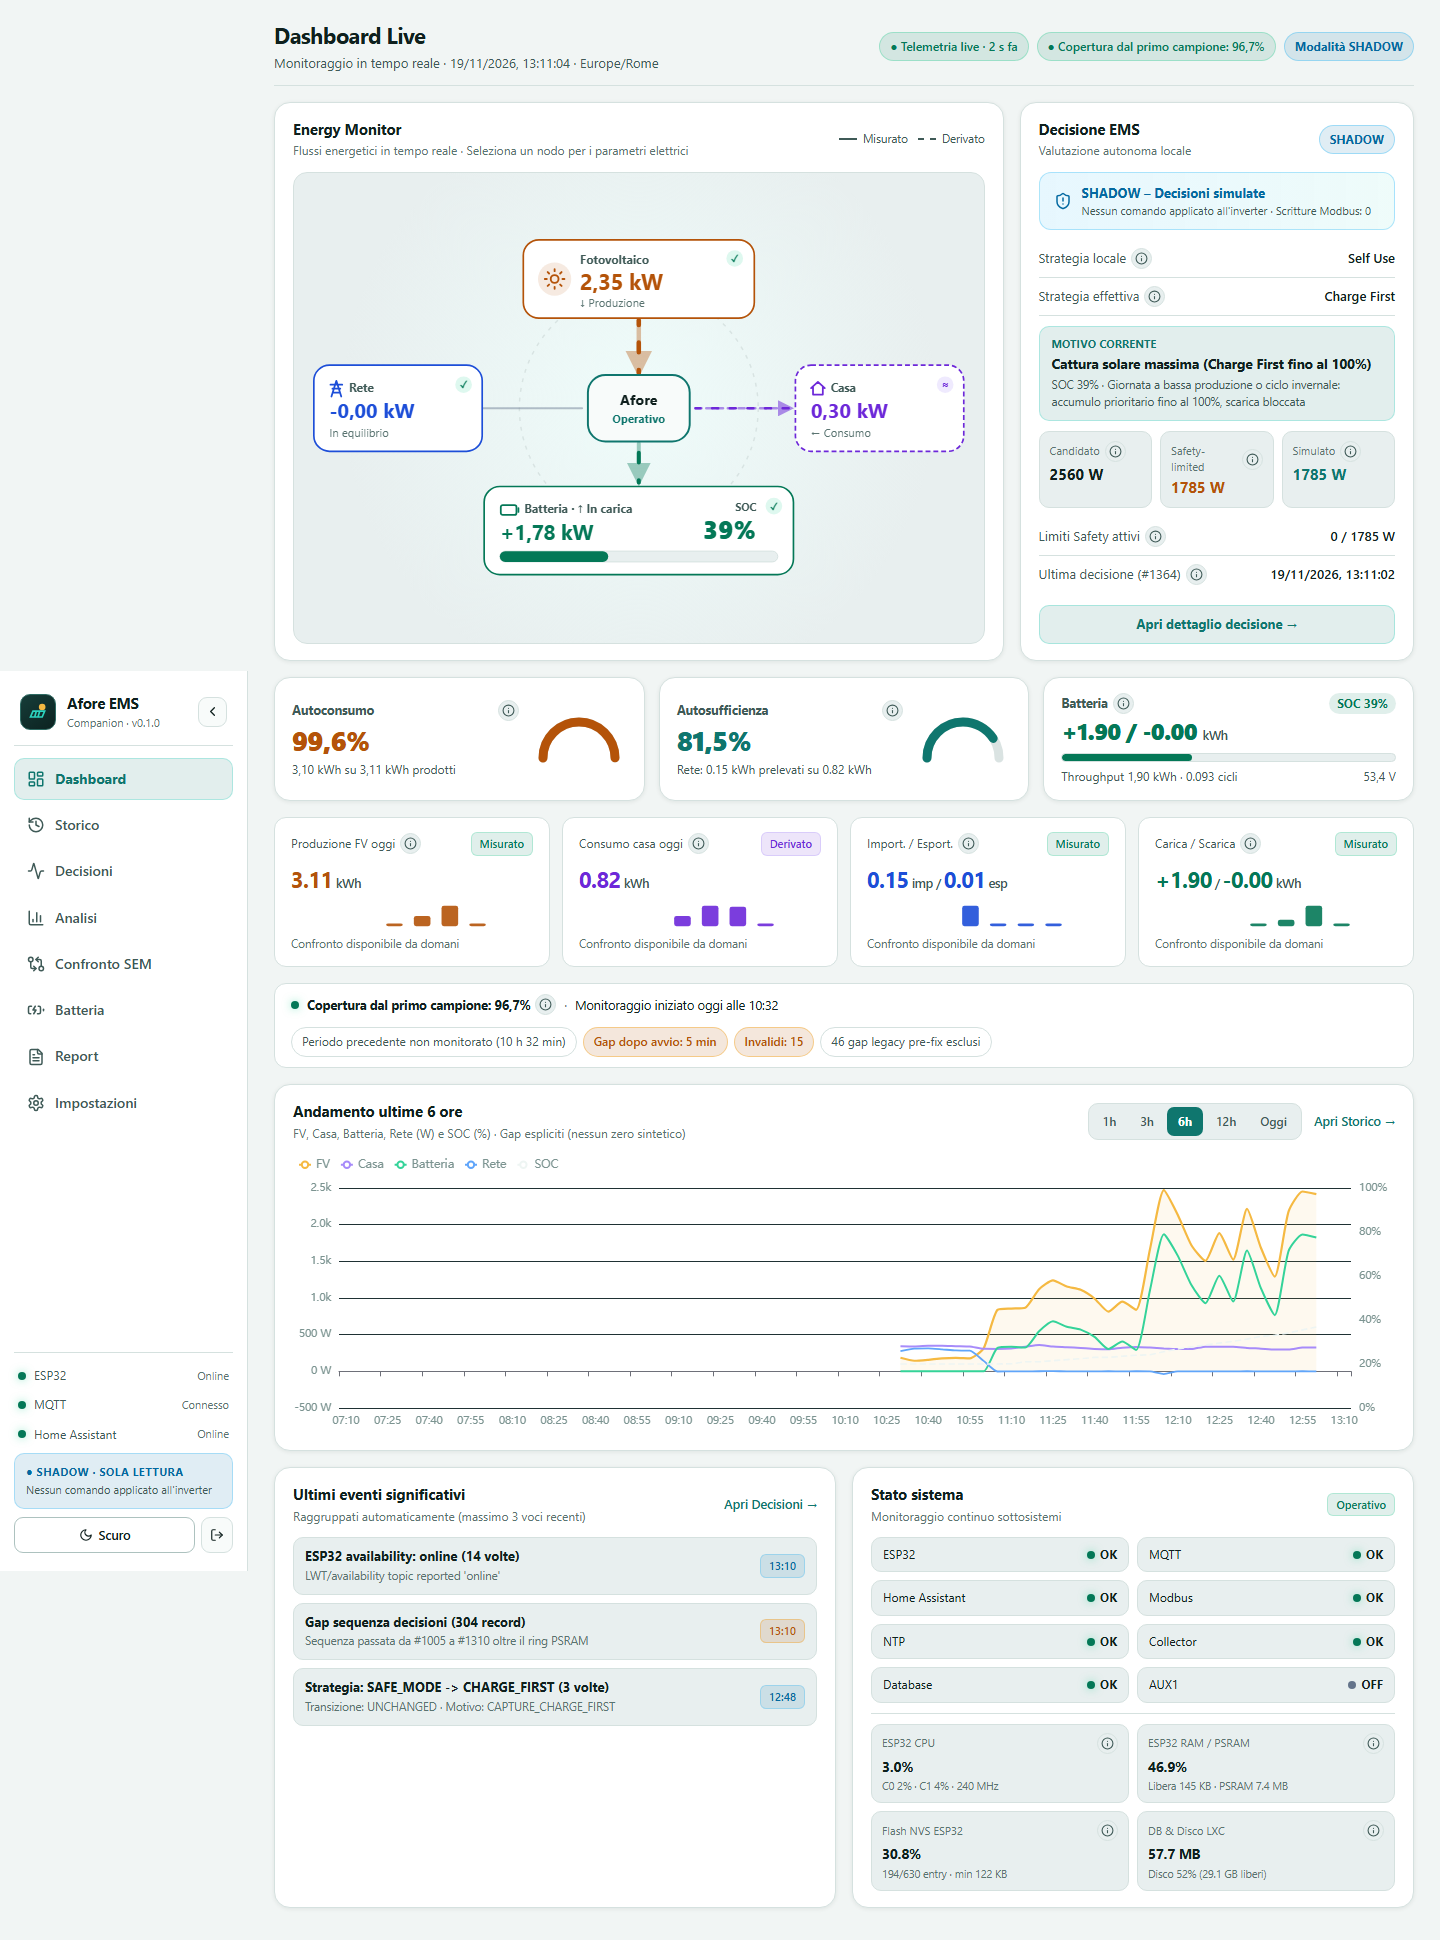 Dashboard Live
Monitoraggio in tempo reale · 19/11/2026, 13:11:04 · Europe/Rome
● Telemetria live · 2 s fa
● Copertura dal primo campione: 96,7%
Modalità SHADOW
Energy Monitor
Flussi energetici in tempo reale · Seleziona un nodo per i parametri elettrici
Misurato
Derivato
Fotovoltaico
✓
2,35 kW
↓ Produzione
Rete
✓
-0,00 kW
In equilibrio
Afore
Operativo
Casa
≈
0,30 kW
← Consumo
Batteria · ↑ In carica
SOC
✓
+1,78 kW
39%
Decisione EMS
Valutazione autonoma locale
SHADOW
SHADOW – Decisioni simulate
Nessun comando applicato all'inverter · Scritture Modbus: 0
Strategia locale
Self Use
Strategia effettiva
Charge First
MOTIVO CORRENTE
Cattura solare massima (Charge First fino al 100%)
SOC 39% · Giornata a bassa produzione o ciclo invernale:
accumulo prioritario fino al 100%, scarica bloccata
Candidato
2560 W
Safety-
limited
1785 W
Simulato
1785 W
Limiti Safety attivi
0 / 1785 W
Ultima decisione (#1364)
19/11/2026, 13:11:02
Apri dettaglio decisione →
Afore EMS
Companion · v0.1.0
Dashboard
Storico
Decisioni
Analisi
Confronto SEM
Batteria
Report
Impostazioni
ESP32
Online
MQTT
Connesso
Home Assistant
Online
● SHADOW · SOLA LETTURA
Nessun comando applicato all'inverter
Scuro
Autoconsumo
99,6%
3,10 kWh su 3,11 kWh prodotti
Autosufficienza
81,5%
Rete: 0.15 kWh prelevati su 0.82 kWh
Batteria
SOC 39%
+1.90 / -0.00 kWh
Throughput 1,90 kWh · 0.093 cicli
53,4 V
Produzione FV oggi
Misurato
3.11 kWh
Confronto disponibile da domani
Consumo casa oggi
Derivato
0.82 kWh
Confronto disponibile da domani
Import. / Esport.
Misurato
0.15 imp / 0.01 esp
Confronto disponibile da domani
Carica / Scarica
Misurato
+1.90 / -0.00 kWh
Confronto disponibile da domani
Copertura dal primo campione: 96,7%
· Monitoraggio iniziato oggi alle 10:32
Periodo precedente non monitorato (10 h 32 min)
Gap dopo avvio: 5 min
Invalidi: 15
46 gap legacy pre-fix esclusi
Andamento ultime 6 ore
FV, Casa, Batteria, Rete (W) e SOC (%) · Gap espliciti (nessun zero sintetico)
1h
3h
6h
12h
Oggi
Apri Storico →
FV
Casa
Batteria
Rete
SOC
2.5k
2.0k
1.5k
1.0k
500 W
0 W
-500 W
100%
80%
60%
40%
20%
0%
07:10 07:25 07:40 07:55 08:10 08:25 08:40 08:55 09:10 09:25 09:40 09:55 10:10 10:25 10:40 10:55 11:10 11:25 11:40 11:55 12:10 12:25 12:40 12:55 13:10
Ultimi eventi significativi
Raggruppati automaticamente (massimo 3 voci recenti)
Apri Decisioni →
ESP32 availability: online (14 volte)
LWT/availability topic reported 'online'
13:10
Gap sequenza decisioni (304 record)
Sequenza passata da #1005 a #1310 oltre il ring PSRAM
13:10
Strategia: SAFE_MODE -> CHARGE_FIRST (3 volte)
Transizione: UNCHANGED · Motivo: CAPTURE_CHARGE_FIRST
12:48
Stato sistema
Monitoraggio continuo sottosistemi
Operativo
ESP32
OK
MQTT
OK
Home Assistant
OK
Modbus
OK
NTP
OK
Collector
OK
Database
OK
AUX1
OFF
ESP32 CPU
3.0%
C0 2% · C1 4% · 240 MHz
ESP32 RAM / PSRAM
46.9%
Libera 145 KB · PSRAM 7.4 MB
Flash NVS ESP32
30.8%
194/630 entry · min 122 KB
DB & Disco LXC
57.7 MB
Disco 52% (29.1 GB liberi)